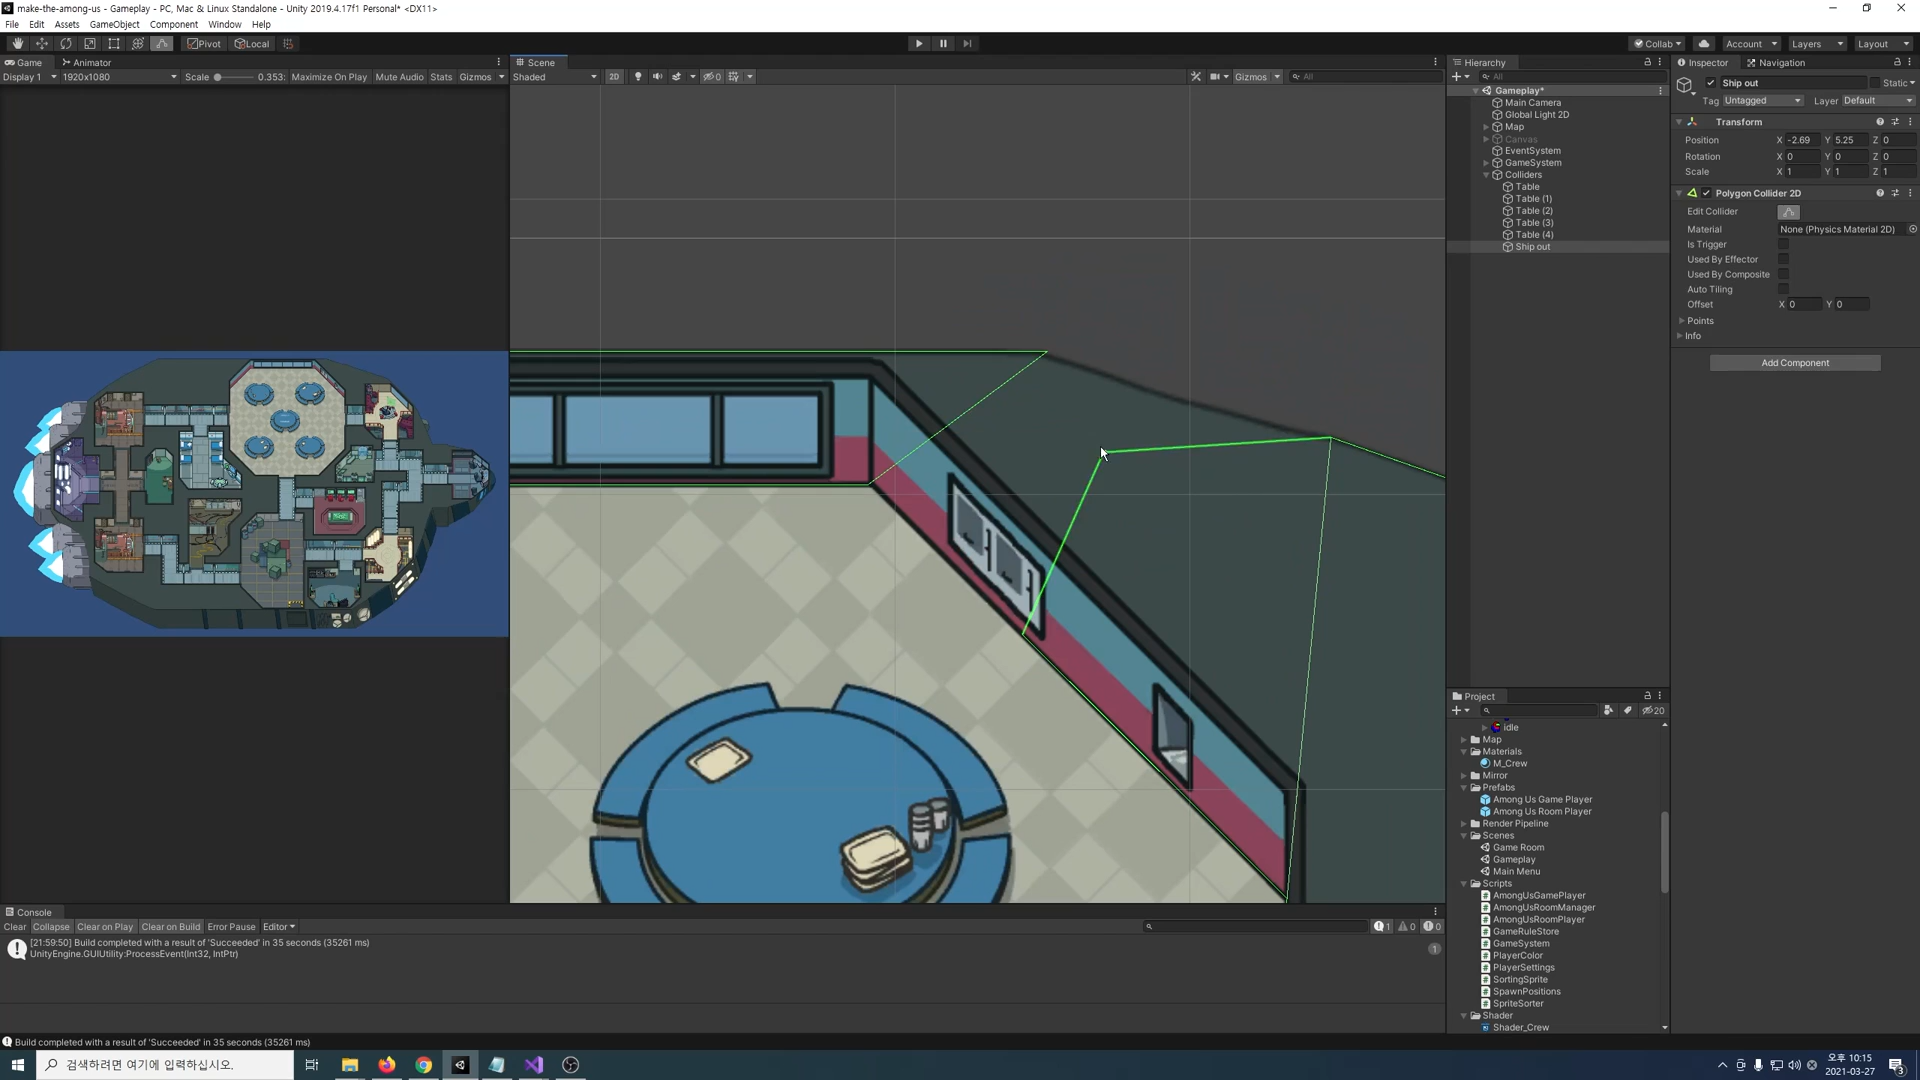 make-the-among-us - Gameplay - PC, Mac & Linux Standalone - Unity 2019.4.17f1 Personal* <DX11>
File Edit Assets GameObject Component Window Help
Pivot Local Collab Account Layers Layout
Game Animator
Display 1 1920x1080 Scale 0.353: Maximize On Play Mute Audio Stats Gizmos
Scene
Shaded 2D 0 Gizmos All
Hierarchy
All
Gameplay*
Main Camera
Global Light 2D
Map
Canvas
EventSystem
GameSystem
Colliders
Table
Table (1)
Table (2)
Table (3)
Table (4)
Ship out
Inspector Navigation
Ship out Static
Tag Untagged Layer Default
Transform
Position X -2.69 Y 5.25 Z 0
Rotation X 0 Y 0 Z 0
Scale X 1 Y 1 Z 1
Polygon Collider 2D
Edit Collider
Material None (Physics Material 2D)
Is Trigger
Used By Effector
Used By Composite
Auto Tiling
Offset X 0 Y 0
Points
Info
Add Component
Project
20
idle
Map
Materials
M_Crew
Mirror
Prefabs
Among Us Game Player
Among Us Room Player
Render Pipeline
Scenes
Game Room
Gameplay
Main Menu
Scripts
AmongUsGamePlayer
AmongUsRoomManager
AmongUsRoomPlayer
GameRuleStore
GameSystem
PlayerColor
PlayerSettings
SortingSprite
SpawnPositions
SpriteSorter
Shader
Shader_Crew
Console
Clear Collapse Clear on Play Clear on Build Error Pause Editor 1 0 0
[21:59:50] Build completed with a result of 'Succeeded' in 35 seconds (35261 ms)
UnityEngine.GUIUtility:ProcessEvent(Int32, IntPtr)
1
Build completed with a result of 'Succeeded' in 35 seconds (35261 ms)
검색하려면 여기에 입력하십시오.
오후 10:15
2021-03-27
3